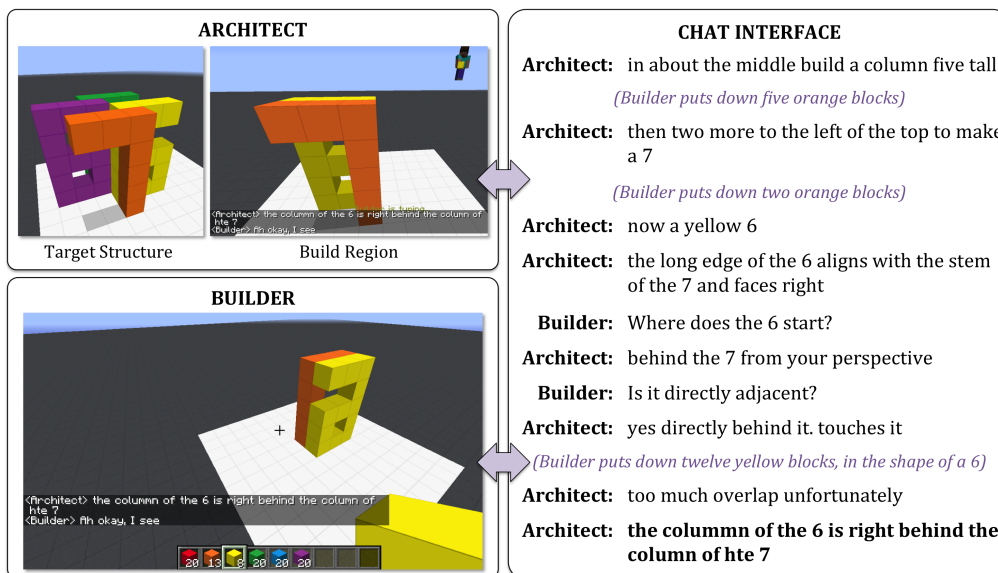 ARCHITECT
Target Structure
<Architect> the colummn of the 6 is right behind the column of
hte 7
<Builder> Ah okay, I see
is typing
Build Region
BUILDER
<Architect> the colummn of the 6 is right behind the column of
hte 7
<Builder> Ah okay, I see
20 13 8 20 20 20
CHAT INTERFACE
Architect: in about the middle build a column five tall
(Builder puts down five orange blocks)
Architect: then two more to the left of the top to make
a 7
(Builder puts down two orange blocks)
Architect: now a yellow 6
Architect: the long edge of the 6 aligns with the stem
of the 7 and faces right
Builder: Where does the 6 start?
Architect: behind the 7 from your perspective
Builder: Is it directly adjacent?
Architect: yes directly behind it. touches it
(Builder puts down twelve yellow blocks, in the shape of a 6)
Architect: too much overlap unfortunately
Architect: the colummn of the 6 is right behind the
column of hte 7